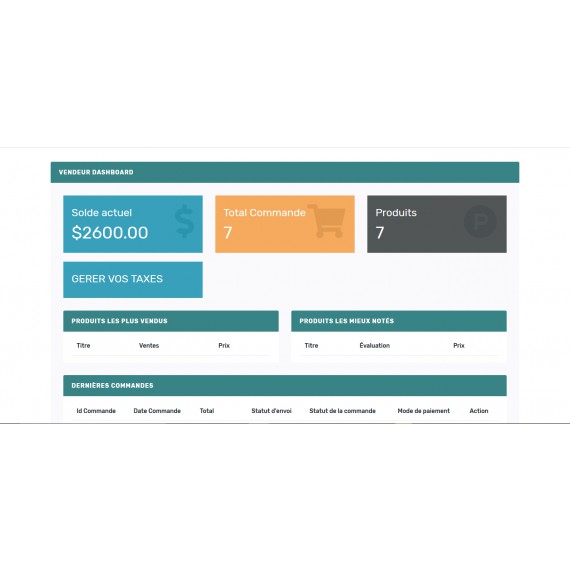 VENDEUR DASHBOARD
Solde actuel
$2600.00
Total Commande
7
Produits
7
GERER VOS TAXES
PRODUITS LES PLUS VENDUS
Titre Ventes Prix
PRODUITS LES MIEUX NOTÉS
Titre Évaluation Prix
DERNIÈRES COMMANDES
Id Commande Date Commande Total Statut d'envoi Statut de la commande Mode de paiement Action